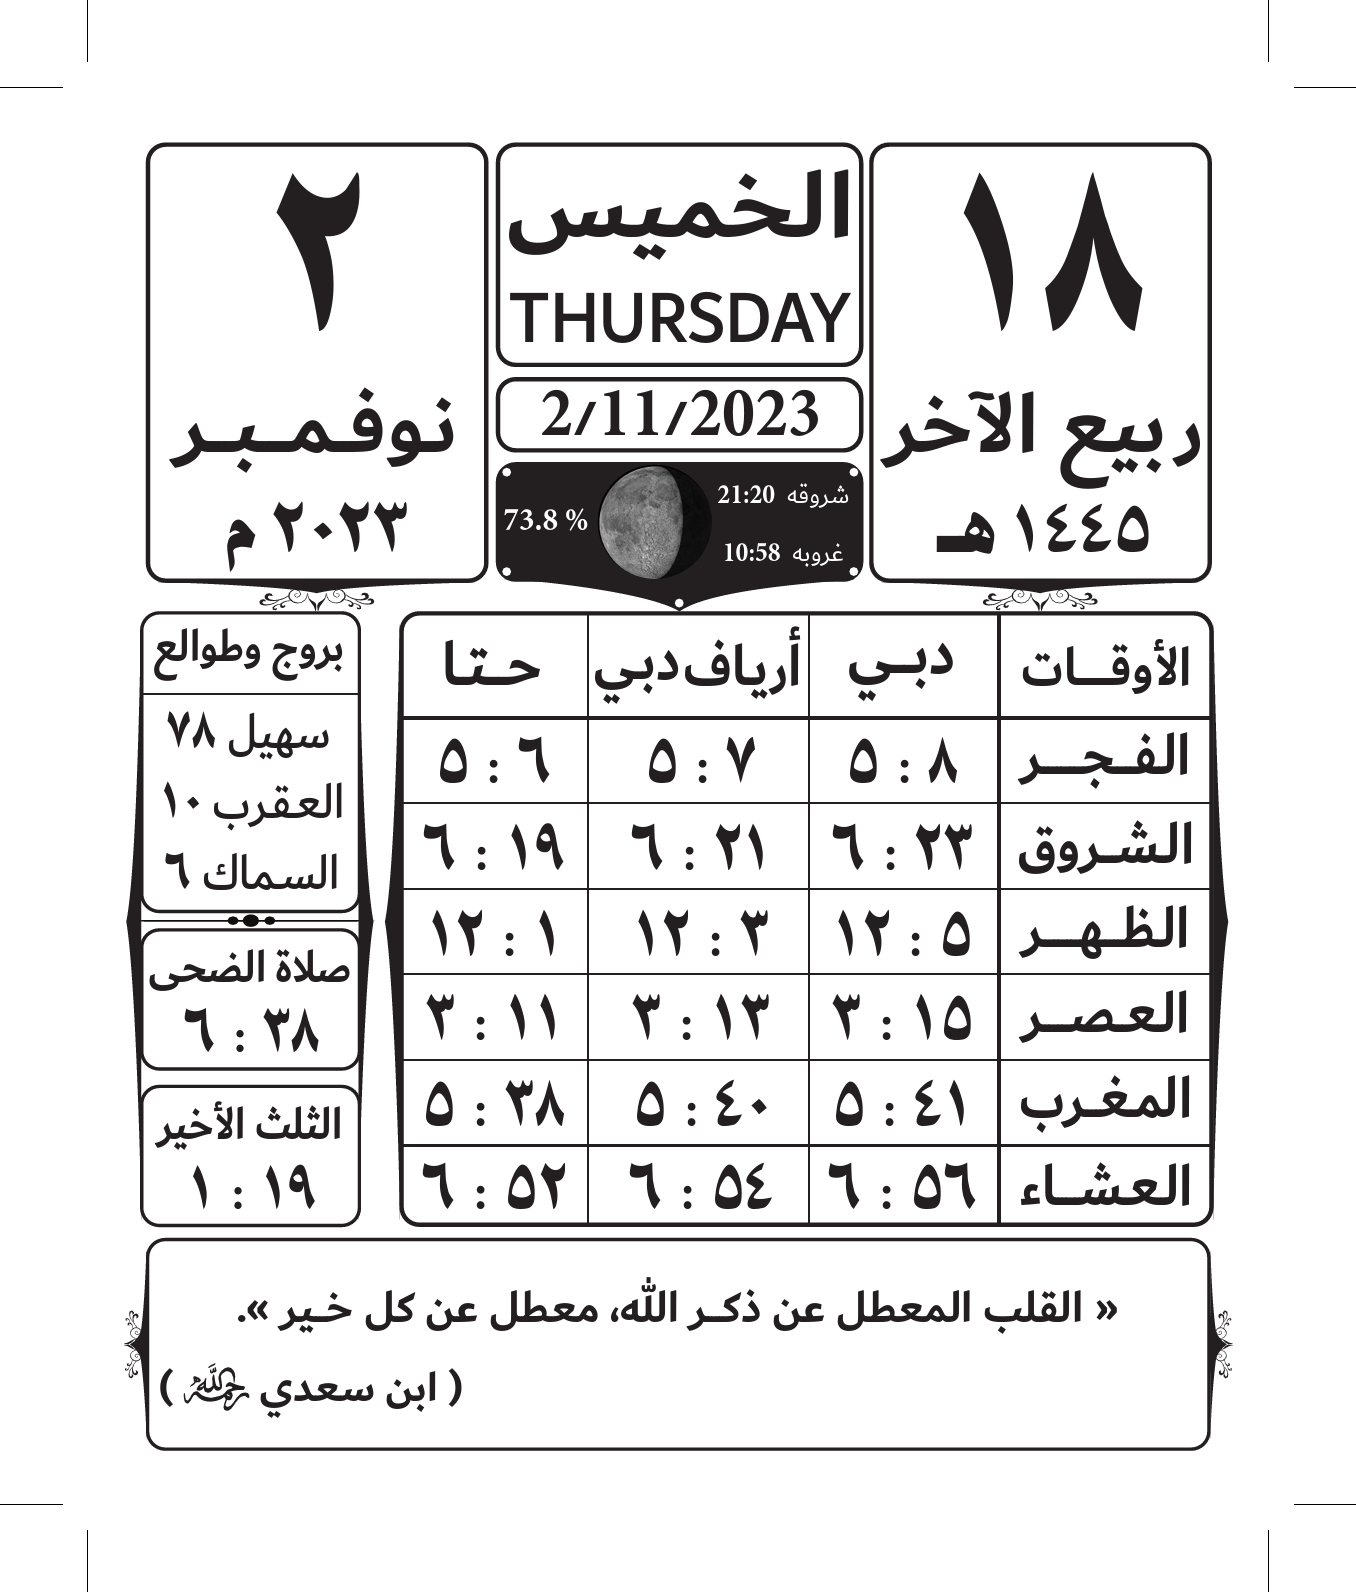 ١٨
ربيع الآخر
١٤٤٥ هـ
الخميس
THURSDAY
2/11/2023
شروقه 21:20
غروبه 10:58
73.8 %
٢
نوفمبر
٢٠٢٣ م
الأوقات دبي أرياف دبي حتا
الفجر ٥ : ٨ ٥ : ٧ ٥ : ٦
الشروق ٦ : ٢٣ ٦ : ٢١ ٦ : ١٩
الظهر ١٢ : ٥ ١٢ : ٣ ١٢ : ١
العصر ٣ : ١٥ ٣ : ١٣ ٣ : ١١
المغرب ٥ : ٤١ ٥ : ٤٠ ٥ : ٣٨
العشاء ٦ : ٥٦ ٦ : ٥٤ ٦ : ٥٢
بروج وطوالع
سهيل ٧٨
العقرب ١٠
السماك ٦
صلاة الضحى
٦ : ٣٨
الثلث الأخير
١ : ١٩
« القلب المعطل عن ذكر الله، معطل عن كل خير ».
( ابن سعدي رحمه الله )